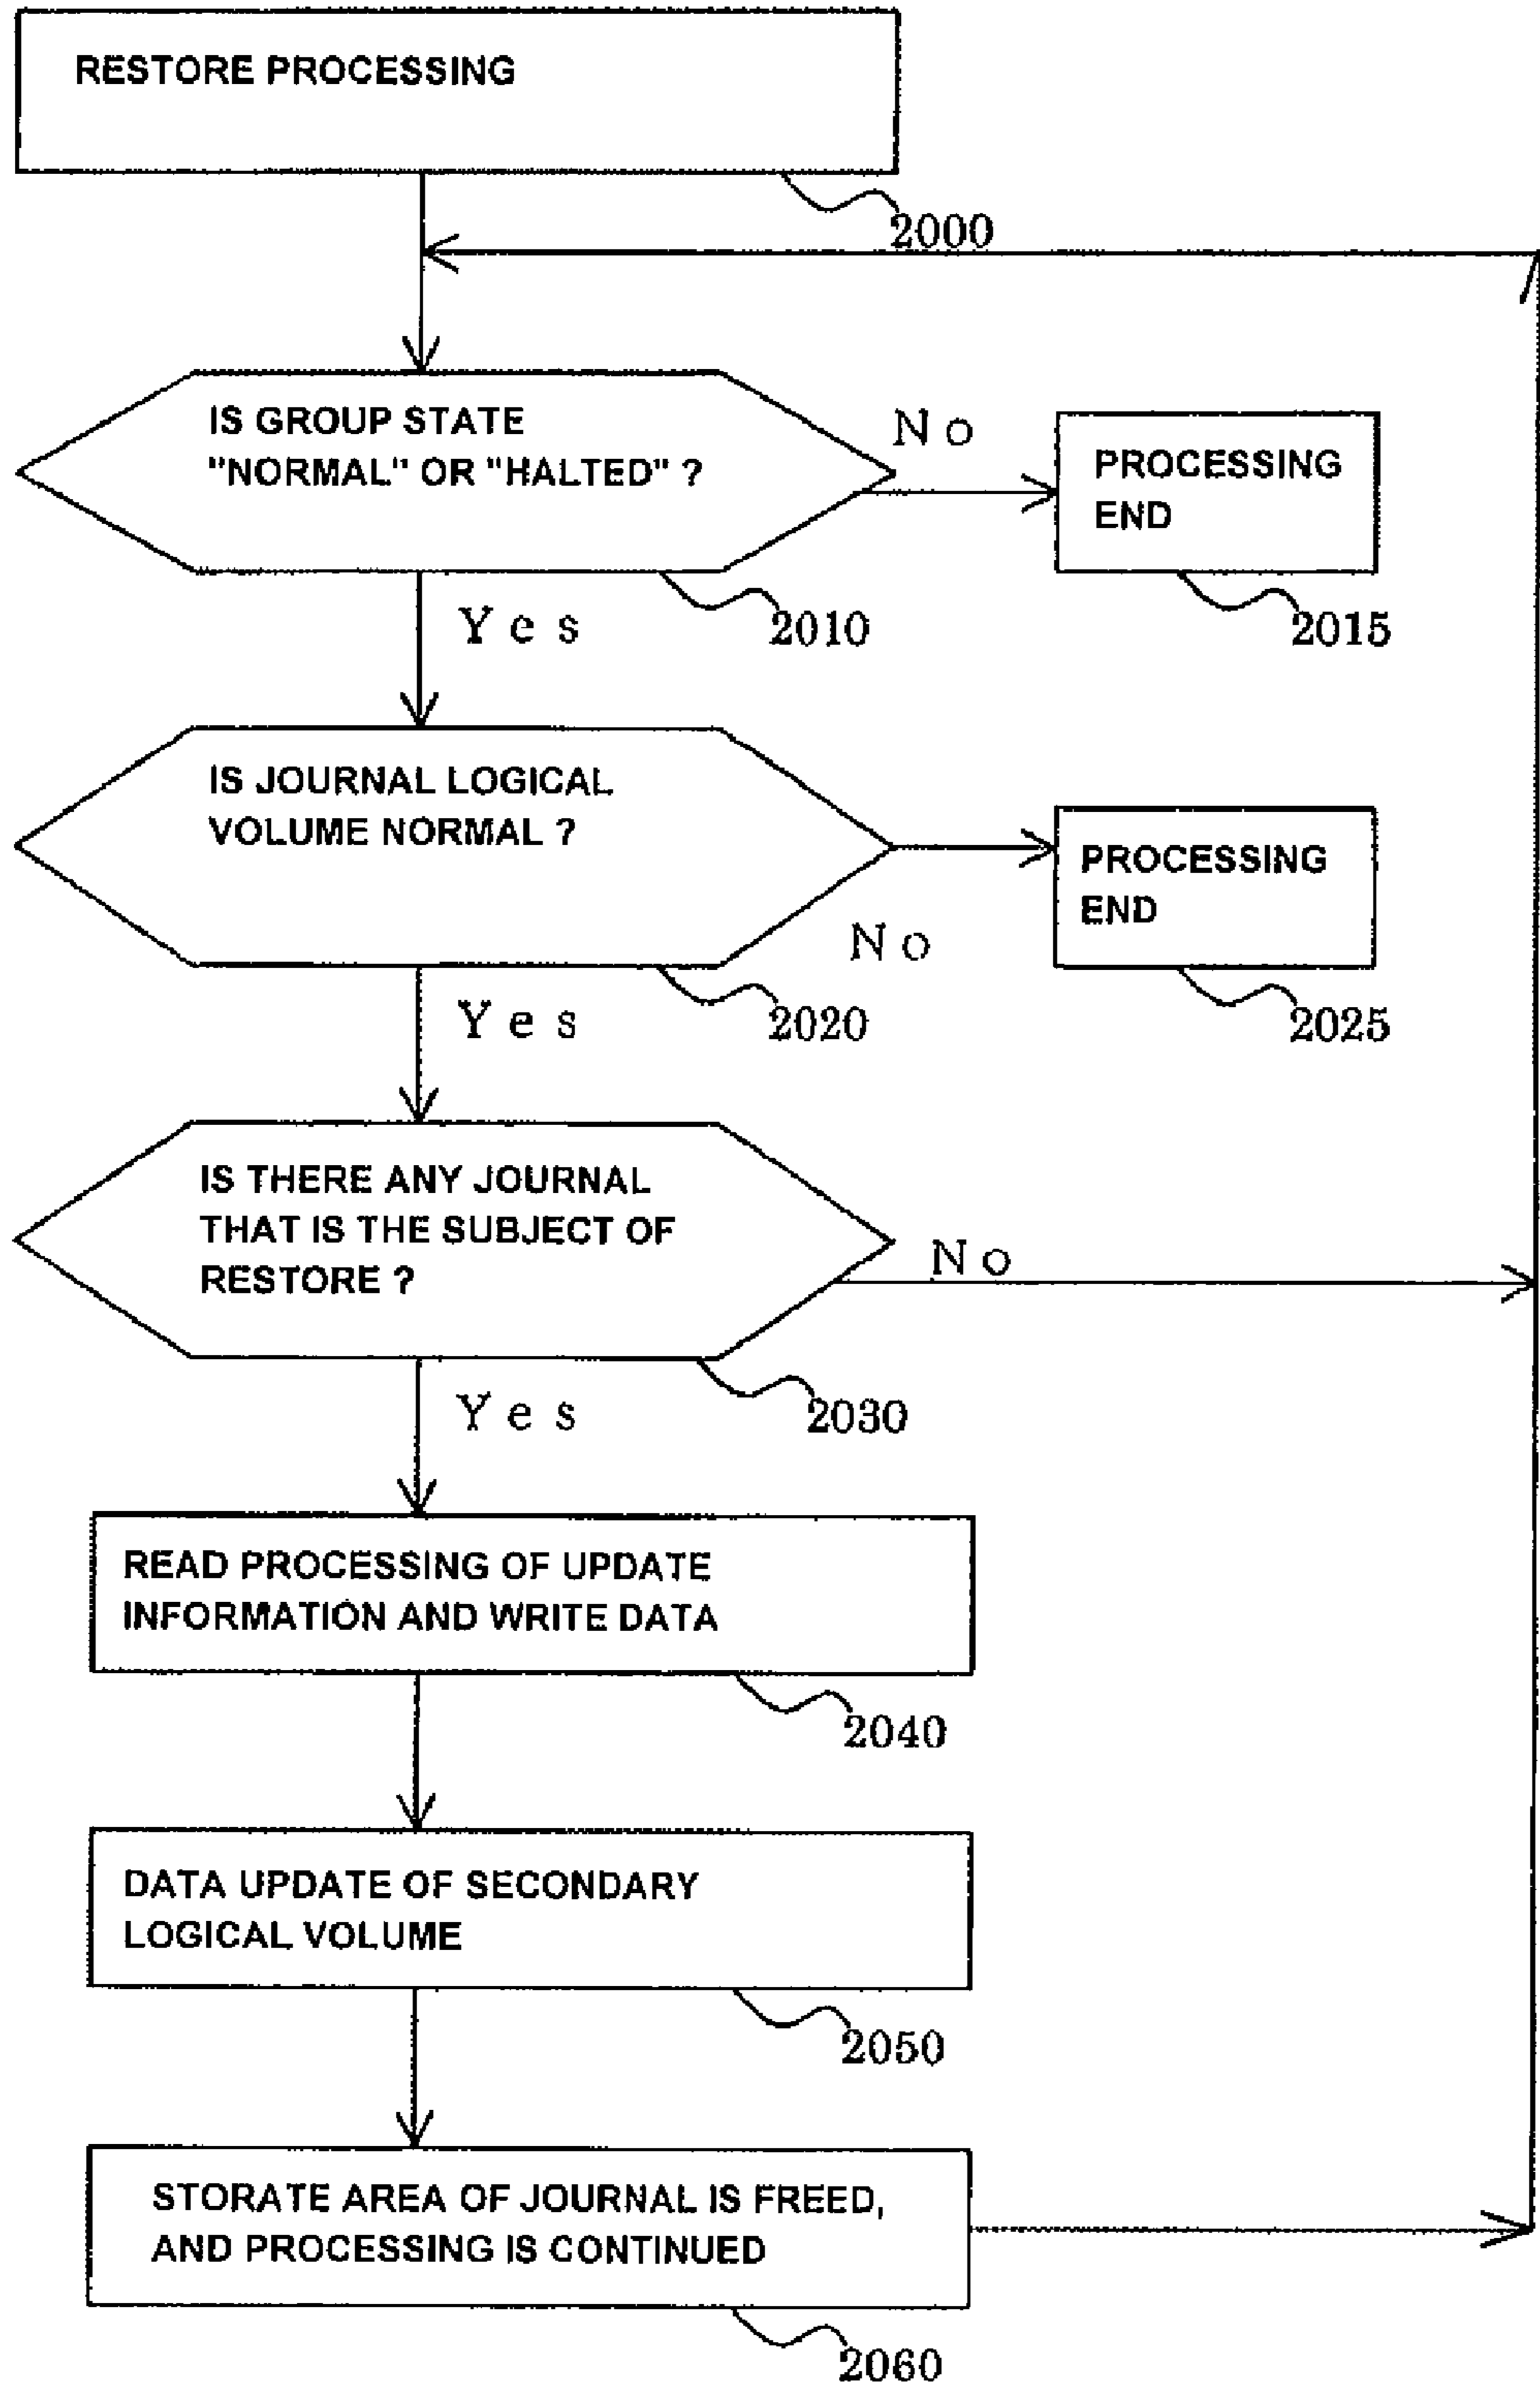 RESTORE PROCESSING
2000
IS GROUP STATE
"NORMAL" OR "HALTED" ?
No
PROCESSING
END
Yes
2010
2015
IS JOURNAL LOGICAL
VOLUME NORMAL ?
PROCESSING
END
No
Yes
2020
2025
IS THERE ANY JOURNAL
THAT IS THE SUBJECT OF
RESTORE ?
No
Yes
2030
READ PROCESSING OF UPDATE
INFORMATION AND WRITE DATA
2040
DATA UPDATE OF SECONDARY
LOGICAL VOLUME
2050
STORATE AREA OF JOURNAL IS FREED,
AND PROCESSING IS CONTINUED
2060